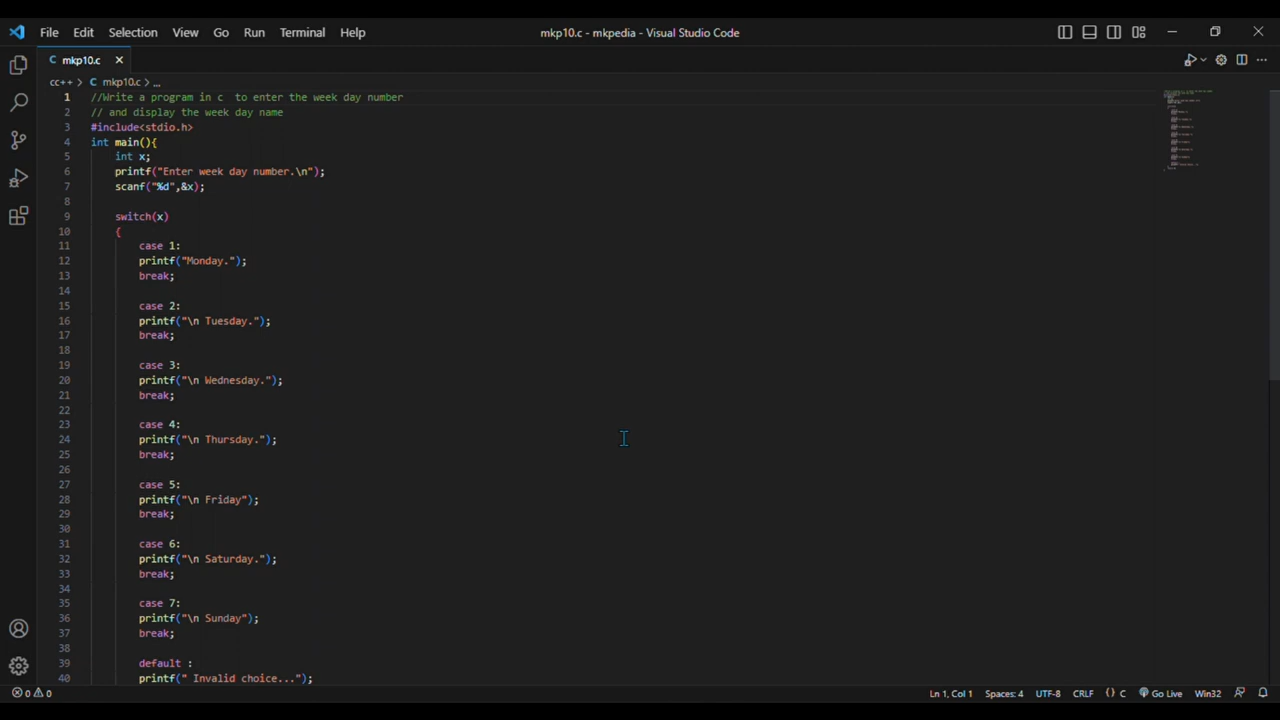 File Edit Selection View Go Run Terminal Help mkp10.c - mkpedia - Visual Studio Code
C mkp10.c
cc++ > C mkp10.c > ...
1 //Write a program in c  to enter the week day number
2 // and display the week day name
3 #include<stdio.h>
4 int main(){
5 int x;
6 printf("Enter week day number.\n");
7 scanf("%d",&x);
8
9 switch(x)
10 {
11 case 1:
12 printf("Monday.");
13 break;
14
15 case 2:
16 printf("\n Tuesday.");
17 break;
18
19 case 3:
20 printf("\n Wednesday.");
21 break;
22
23 case 4:
24 printf("\n Thursday.");
25 break;
26
27 case 5:
28 printf("\n Friday");
29 break;
30
31 case 6:
32 printf("\n Saturday.");
33 break;
34
35 case 7:
36 printf("\n Sunday");
37 break;
38
39 default :
40 printf(" Invalid choice...");
0 0 Ln 1, Col 1 Spaces: 4 UTF-8 CRLF {} C Go Live Win32